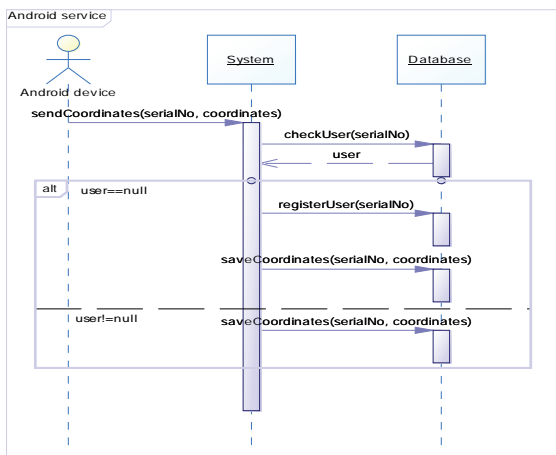 Android service
System
Database
Android device
sendCoordinates(serialNo, coordinates)
checkUser(serialNo)
user
alt
user==null
registerUser(serialNo)
saveCoordinates(serialNo, coordinates)
user!=null
saveCoordinates(serialNo, coordinates)